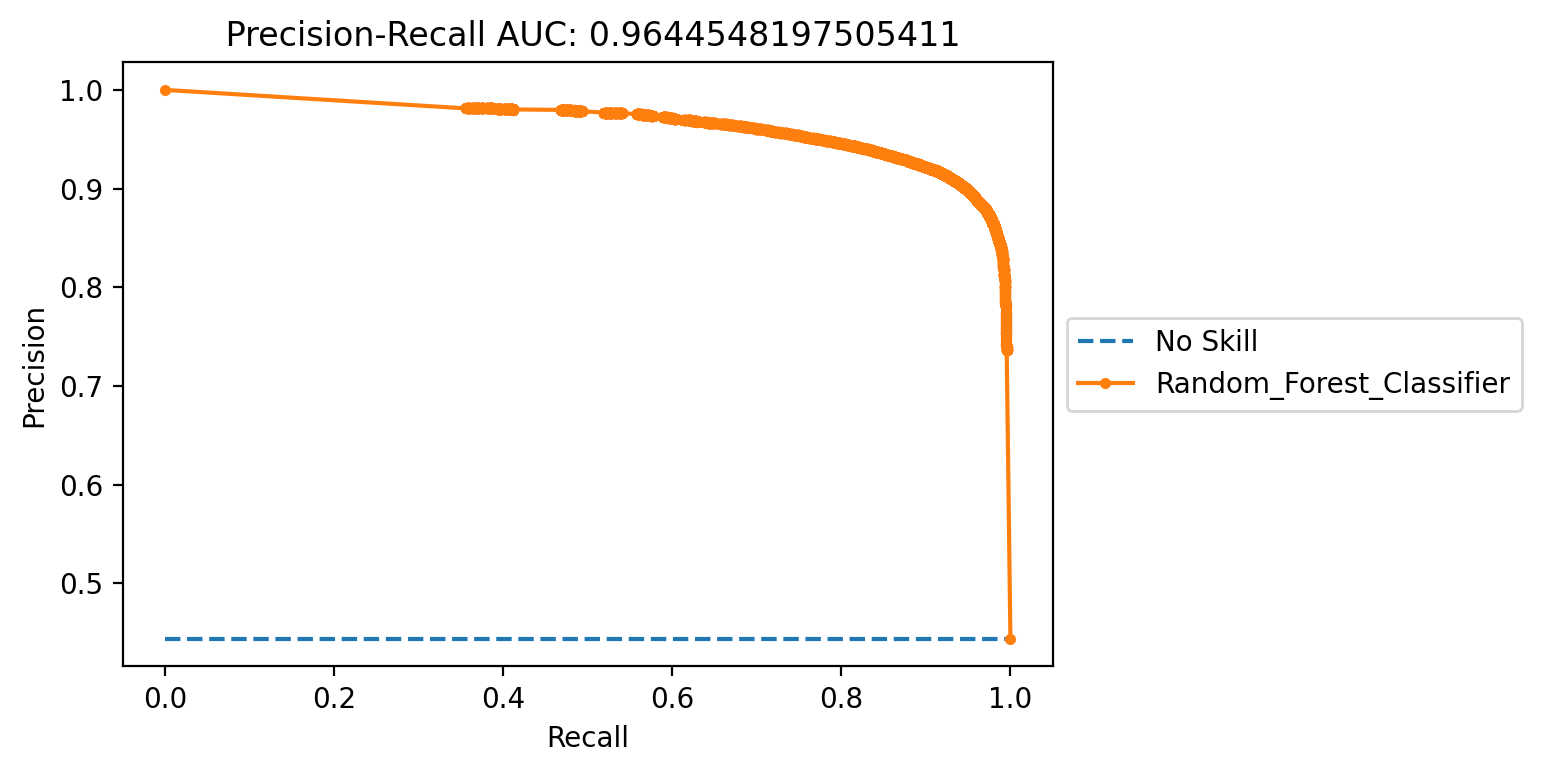 Precision-Recall AUC: 0.9644548197505411
1.0
0.9
0.8
0.7
0.6
0.5
Precision
0.0 0.2 0.4 0.6 0.8 1.0
Recall
No Skill
Random_Forest_Classifier